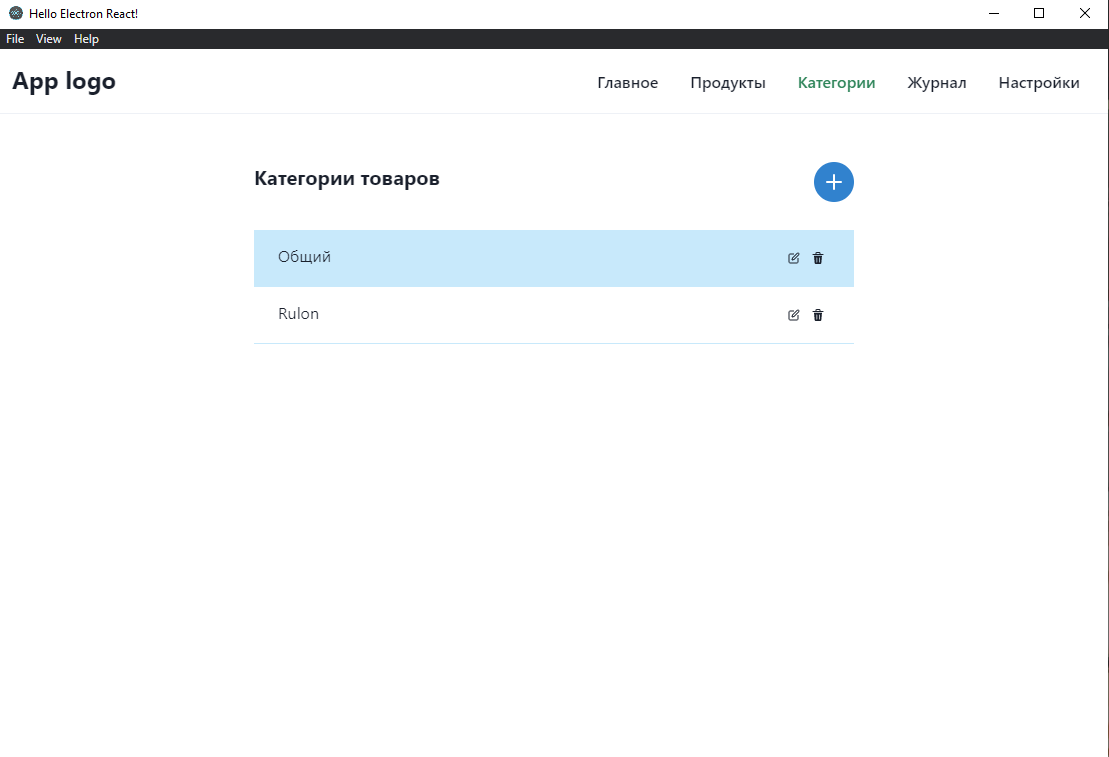 Hello Electron React!
File View Help
App logo
Главное Продукты Категории Журнал Настройки
Категории товаров
Общий
Rulon